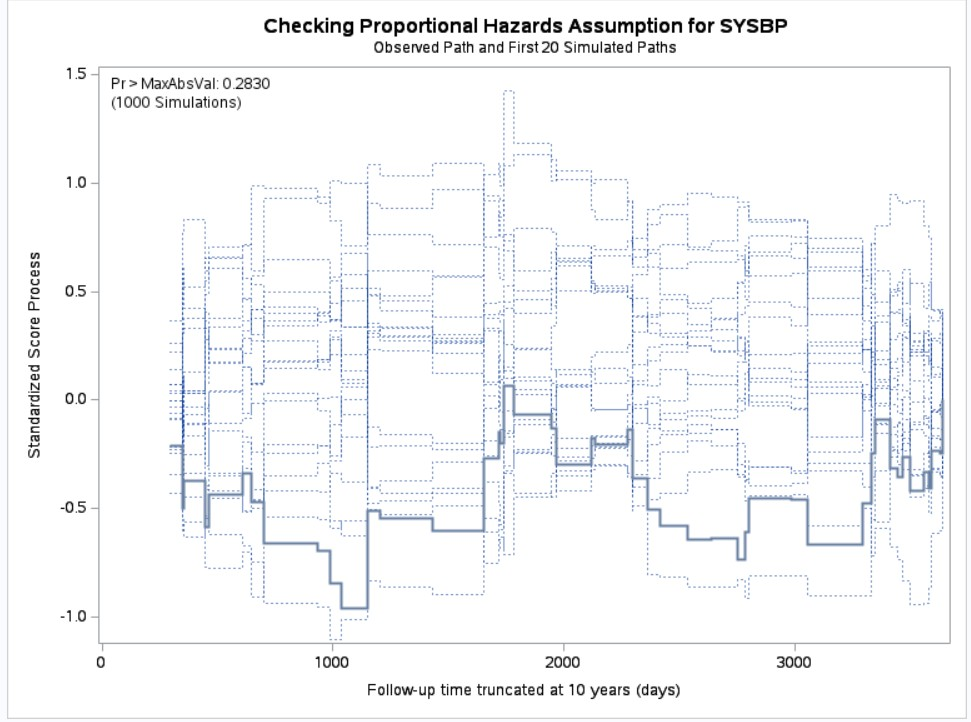 Checking Proportional Hazards Assumption for SYSBP
Observed Path and First 20 Simulated Paths
Pr > MaxAbsVal: 0.2830
(1000 Simulations)
Standardized Score Process
1.5
1.0
0.5
0.0
-0.5
-1.0
0 1000 2000 3000
Follow-up time truncated at 10 years (days)